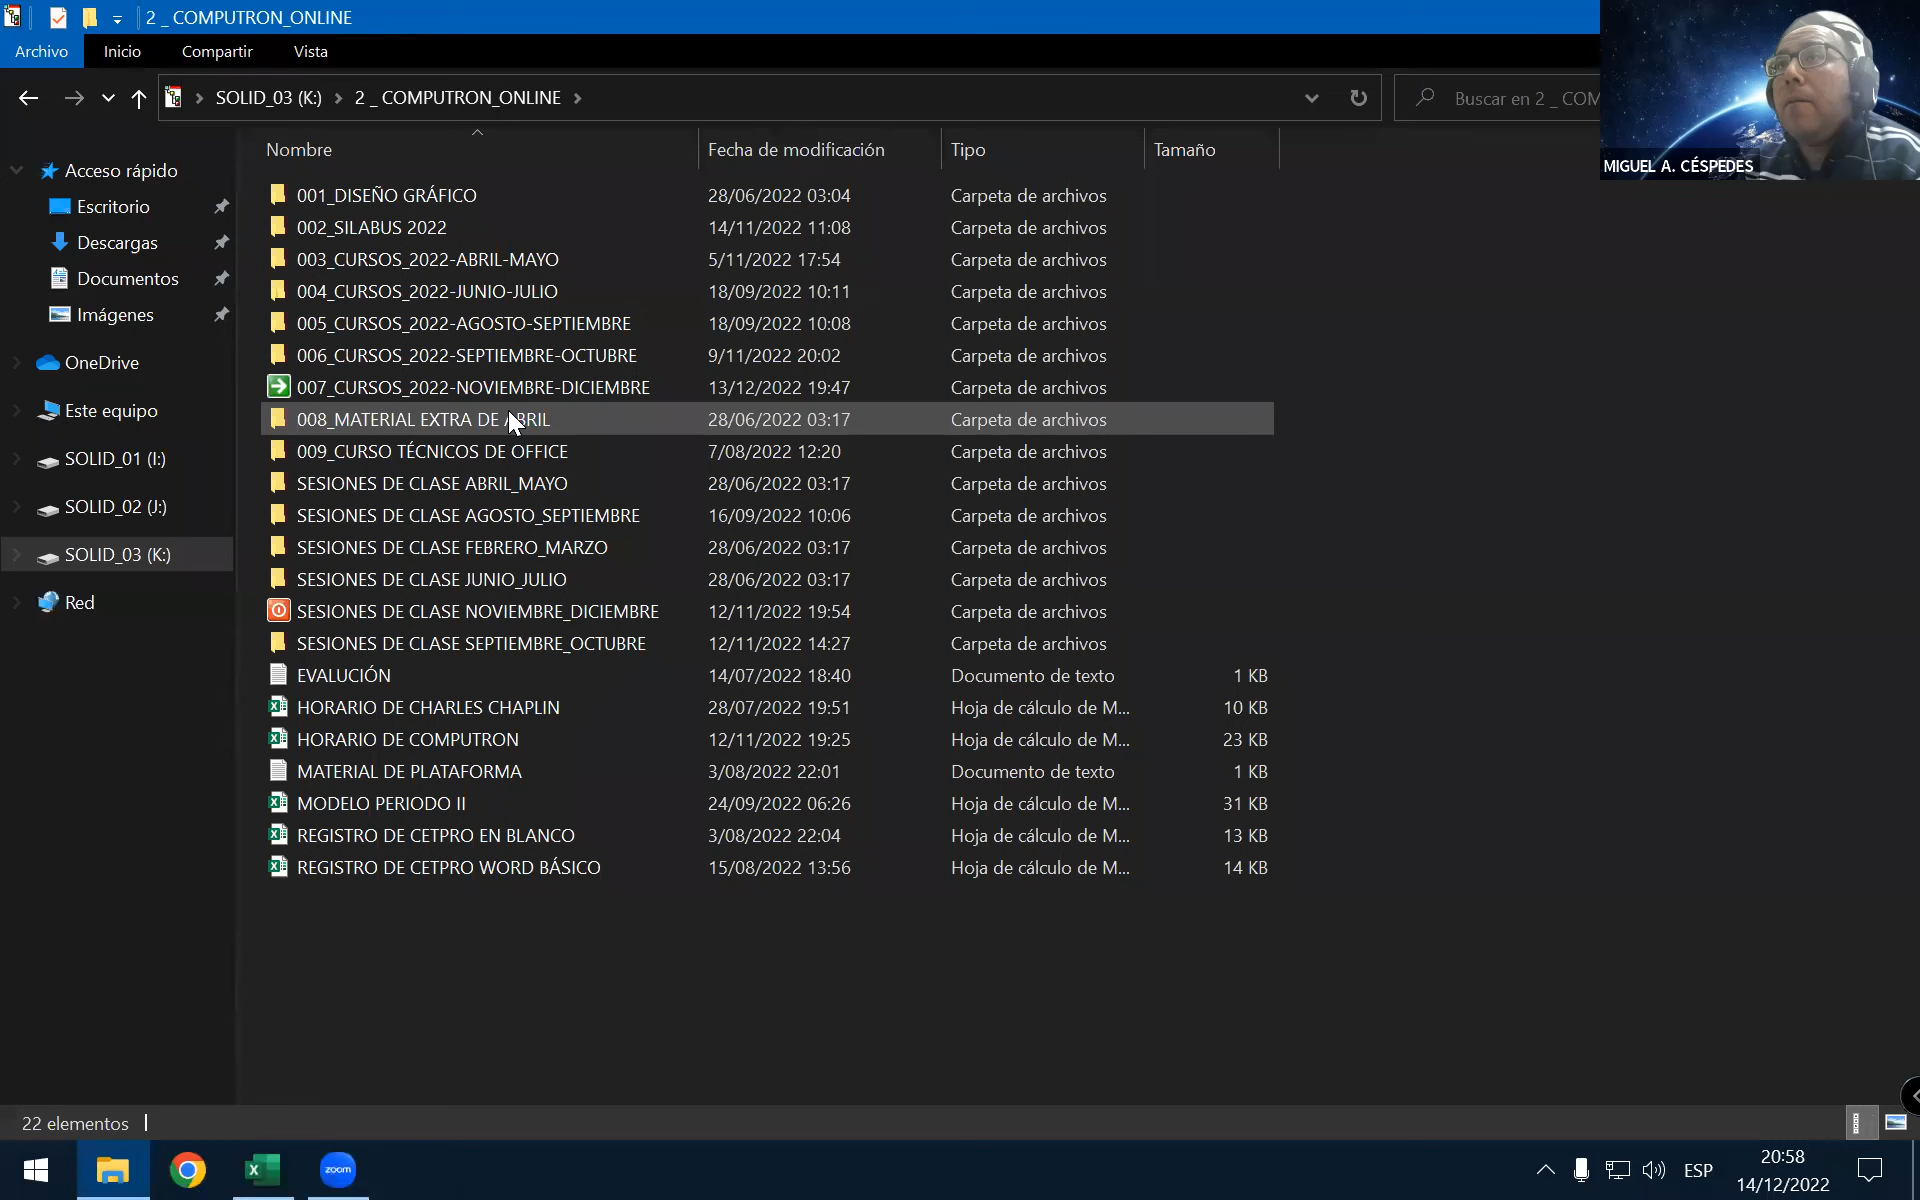 2 _ COMPUTRON_ONLINE
Archivo Inicio Compartir Vista
SOLID_03 (K:) 2 _ COMPUTRON_ONLINE Buscar en 2 _ COM
MIGUEL A. CÉSPEDES
Nombre Fecha de modificación Tipo Tamaño
Acceso rápido
Escritorio
Descargas
Documentos
Imágenes
OneDrive
Este equipo
SOLID_01 (I:)
SOLID_02 (J:)
SOLID_03 (K:)
Red
001_DISEÑO GRÁFICO 28/06/2022 03:04 Carpeta de archivos
002_SILABUS 2022 14/11/2022 11:08 Carpeta de archivos
003_CURSOS_2022-ABRIL-MAYO 5/11/2022 17:54 Carpeta de archivos
004_CURSOS_2022-JUNIO-JULIO 18/09/2022 10:11 Carpeta de archivos
005_CURSOS_2022-AGOSTO-SEPTIEMBRE 18/09/2022 10:08 Carpeta de archivos
006_CURSOS_2022-SEPTIEMBRE-OCTUBRE 9/11/2022 20:02 Carpeta de archivos
007_CURSOS_2022-NOVIEMBRE-DICIEMBRE 13/12/2022 19:47 Carpeta de archivos
008_MATERIAL EXTRA DE ABRIL 28/06/2022 03:17 Carpeta de archivos
009_CURSO TÉCNICOS DE OFFICE 7/08/2022 12:20 Carpeta de archivos
SESIONES DE CLASE ABRIL_MAYO 28/06/2022 03:17 Carpeta de archivos
SESIONES DE CLASE AGOSTO_SEPTIEMBRE 16/09/2022 10:06 Carpeta de archivos
SESIONES DE CLASE FEBRERO_MARZO 28/06/2022 03:17 Carpeta de archivos
SESIONES DE CLASE JUNIO_JULIO 28/06/2022 03:17 Carpeta de archivos
SESIONES DE CLASE NOVIEMBRE_DICIEMBRE 12/11/2022 19:54 Carpeta de archivos
SESIONES DE CLASE SEPTIEMBRE_OCTUBRE 12/11/2022 14:27 Carpeta de archivos
EVALUCIÓN 14/07/2022 18:40 Documento de texto 1 KB
HORARIO DE CHARLES CHAPLIN 28/07/2022 19:51 Hoja de cálculo de M... 10 KB
HORARIO DE COMPUTRON 12/11/2022 19:25 Hoja de cálculo de M... 23 KB
MATERIAL DE PLATAFORMA 3/08/2022 22:01 Documento de texto 1 KB
MODELO PERIODO II 24/09/2022 06:26 Hoja de cálculo de M... 31 KB
REGISTRO DE CETPRO EN BLANCO 3/08/2022 22:04 Hoja de cálculo de M... 13 KB
REGISTRO DE CETPRO WORD BÁSICO 15/08/2022 13:56 Hoja de cálculo de M... 14 KB
22 elementos
zoom
ESP
20:58
14/12/2022